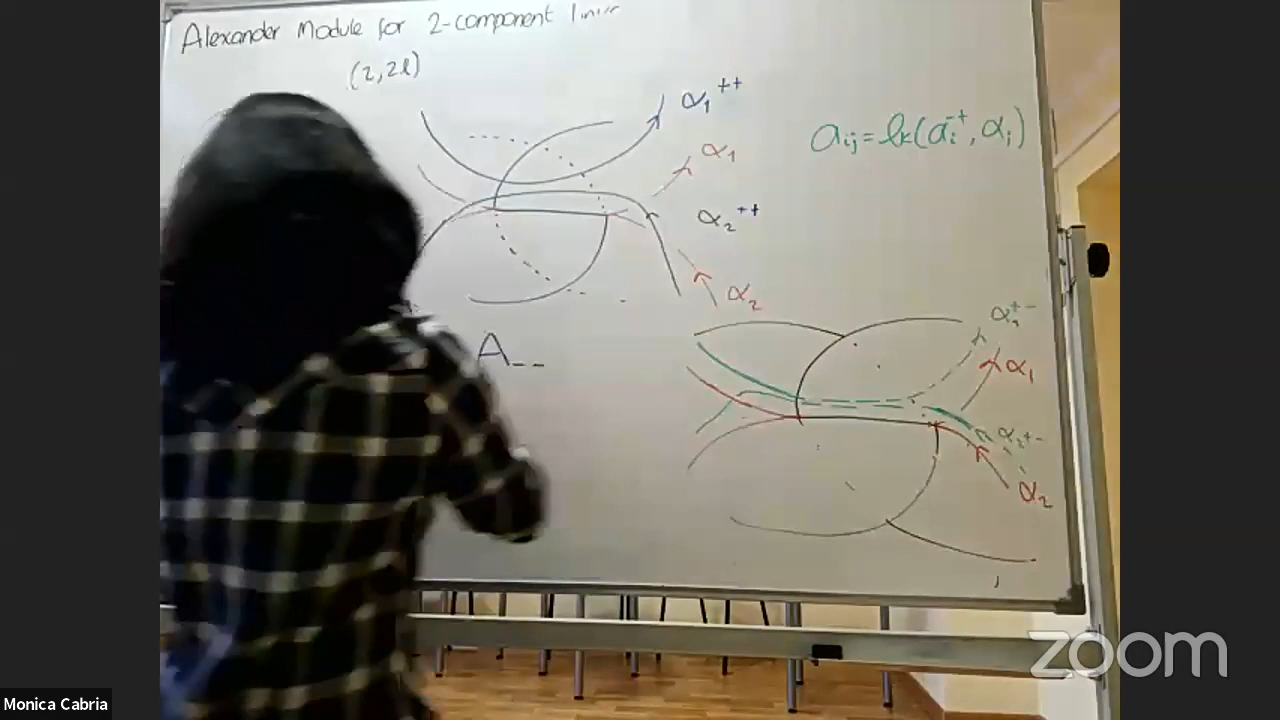 Alexander Module for 2-component
(2,2l)
α₁⁺⁺
α₁
α₂⁺⁺
α₂
aᵢⱼ = lk(aᵢ⁻⁺, αⱼ)
A₋₋
α₁⁺⁻
α₁
α₂⁺⁻
α₂
zoom
Monica Cabria